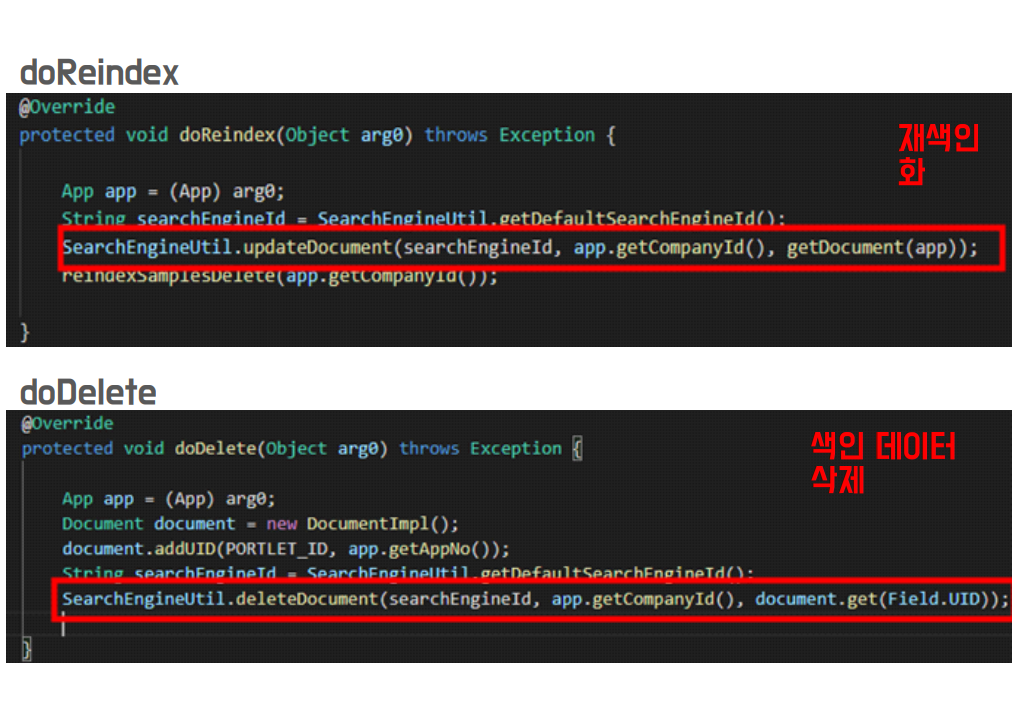 doReindex
@Override
protected void doReindex(Object arg0) throws Exception {
재색인
화
App app = (App) arg0;
String searchEngineId = SearchEngineUtil.getDefaultSearchEngineId();
SearchEngineUtil.updateDocument(searchEngineId, app.getCompanyId(), getDocument(app));
reindexSamplesDelete(app.getCompanyId());
}
doDelete
@Override
protected void doDelete(Object arg0) throws Exception {
색인 데이터
삭제
App app = (App) arg0;
Document document = new DocumentImpl();
document.addUID(PORTLET_ID, app.getAppNo());
String searchEngineId = SearchEngineUtil.getDefaultSearchEngineId();
SearchEngineUtil.deleteDocument(searchEngineId, app.getCompanyId(), document.get(Field.UID));
}